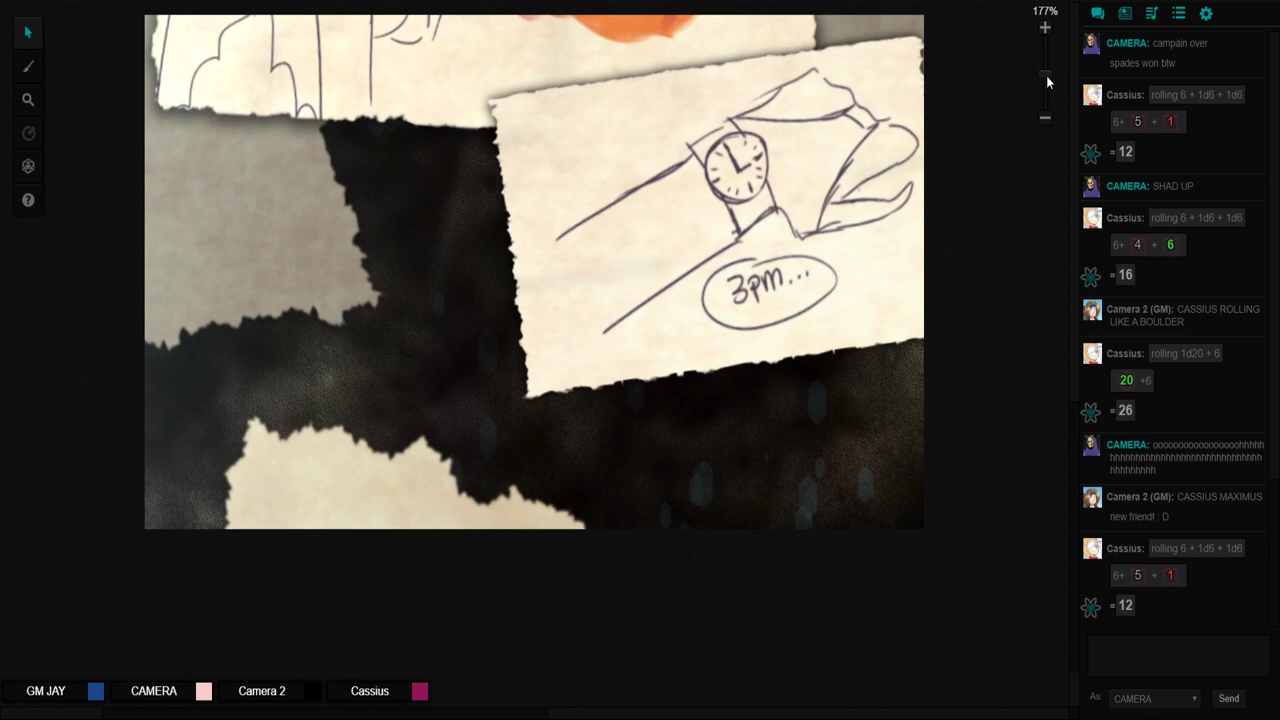 177%
3pm...
CAMERA: campain over
spades won btw
Cassius: rolling 6 + 1d6 + 1d6
6+ 5 + 1
=12
CAMERA: SHAD UP
Cassius: rolling 6 + 1d6 + 1d6
6+ 4 + 6
=16
Camera 2 (GM): CASSIUS ROLLING
LIKE A BOULDER
Cassius: rolling 1d20 + 6
20 +6
=26
CAMERA: ooooooooooooooooohhhhh
hhhhhhhhhhhhhhhhhhhhhhhhhhhhhhh
hhhhhhhhhh
Camera 2 (GM): CASSIUS MAXIMUS
new friend! : D
Cassius: rolling 6 + 1d6 + 1d6
6+ 5 + 1
=12
As: CAMERA Send
GM JAY CAMERA Camera 2 Cassius